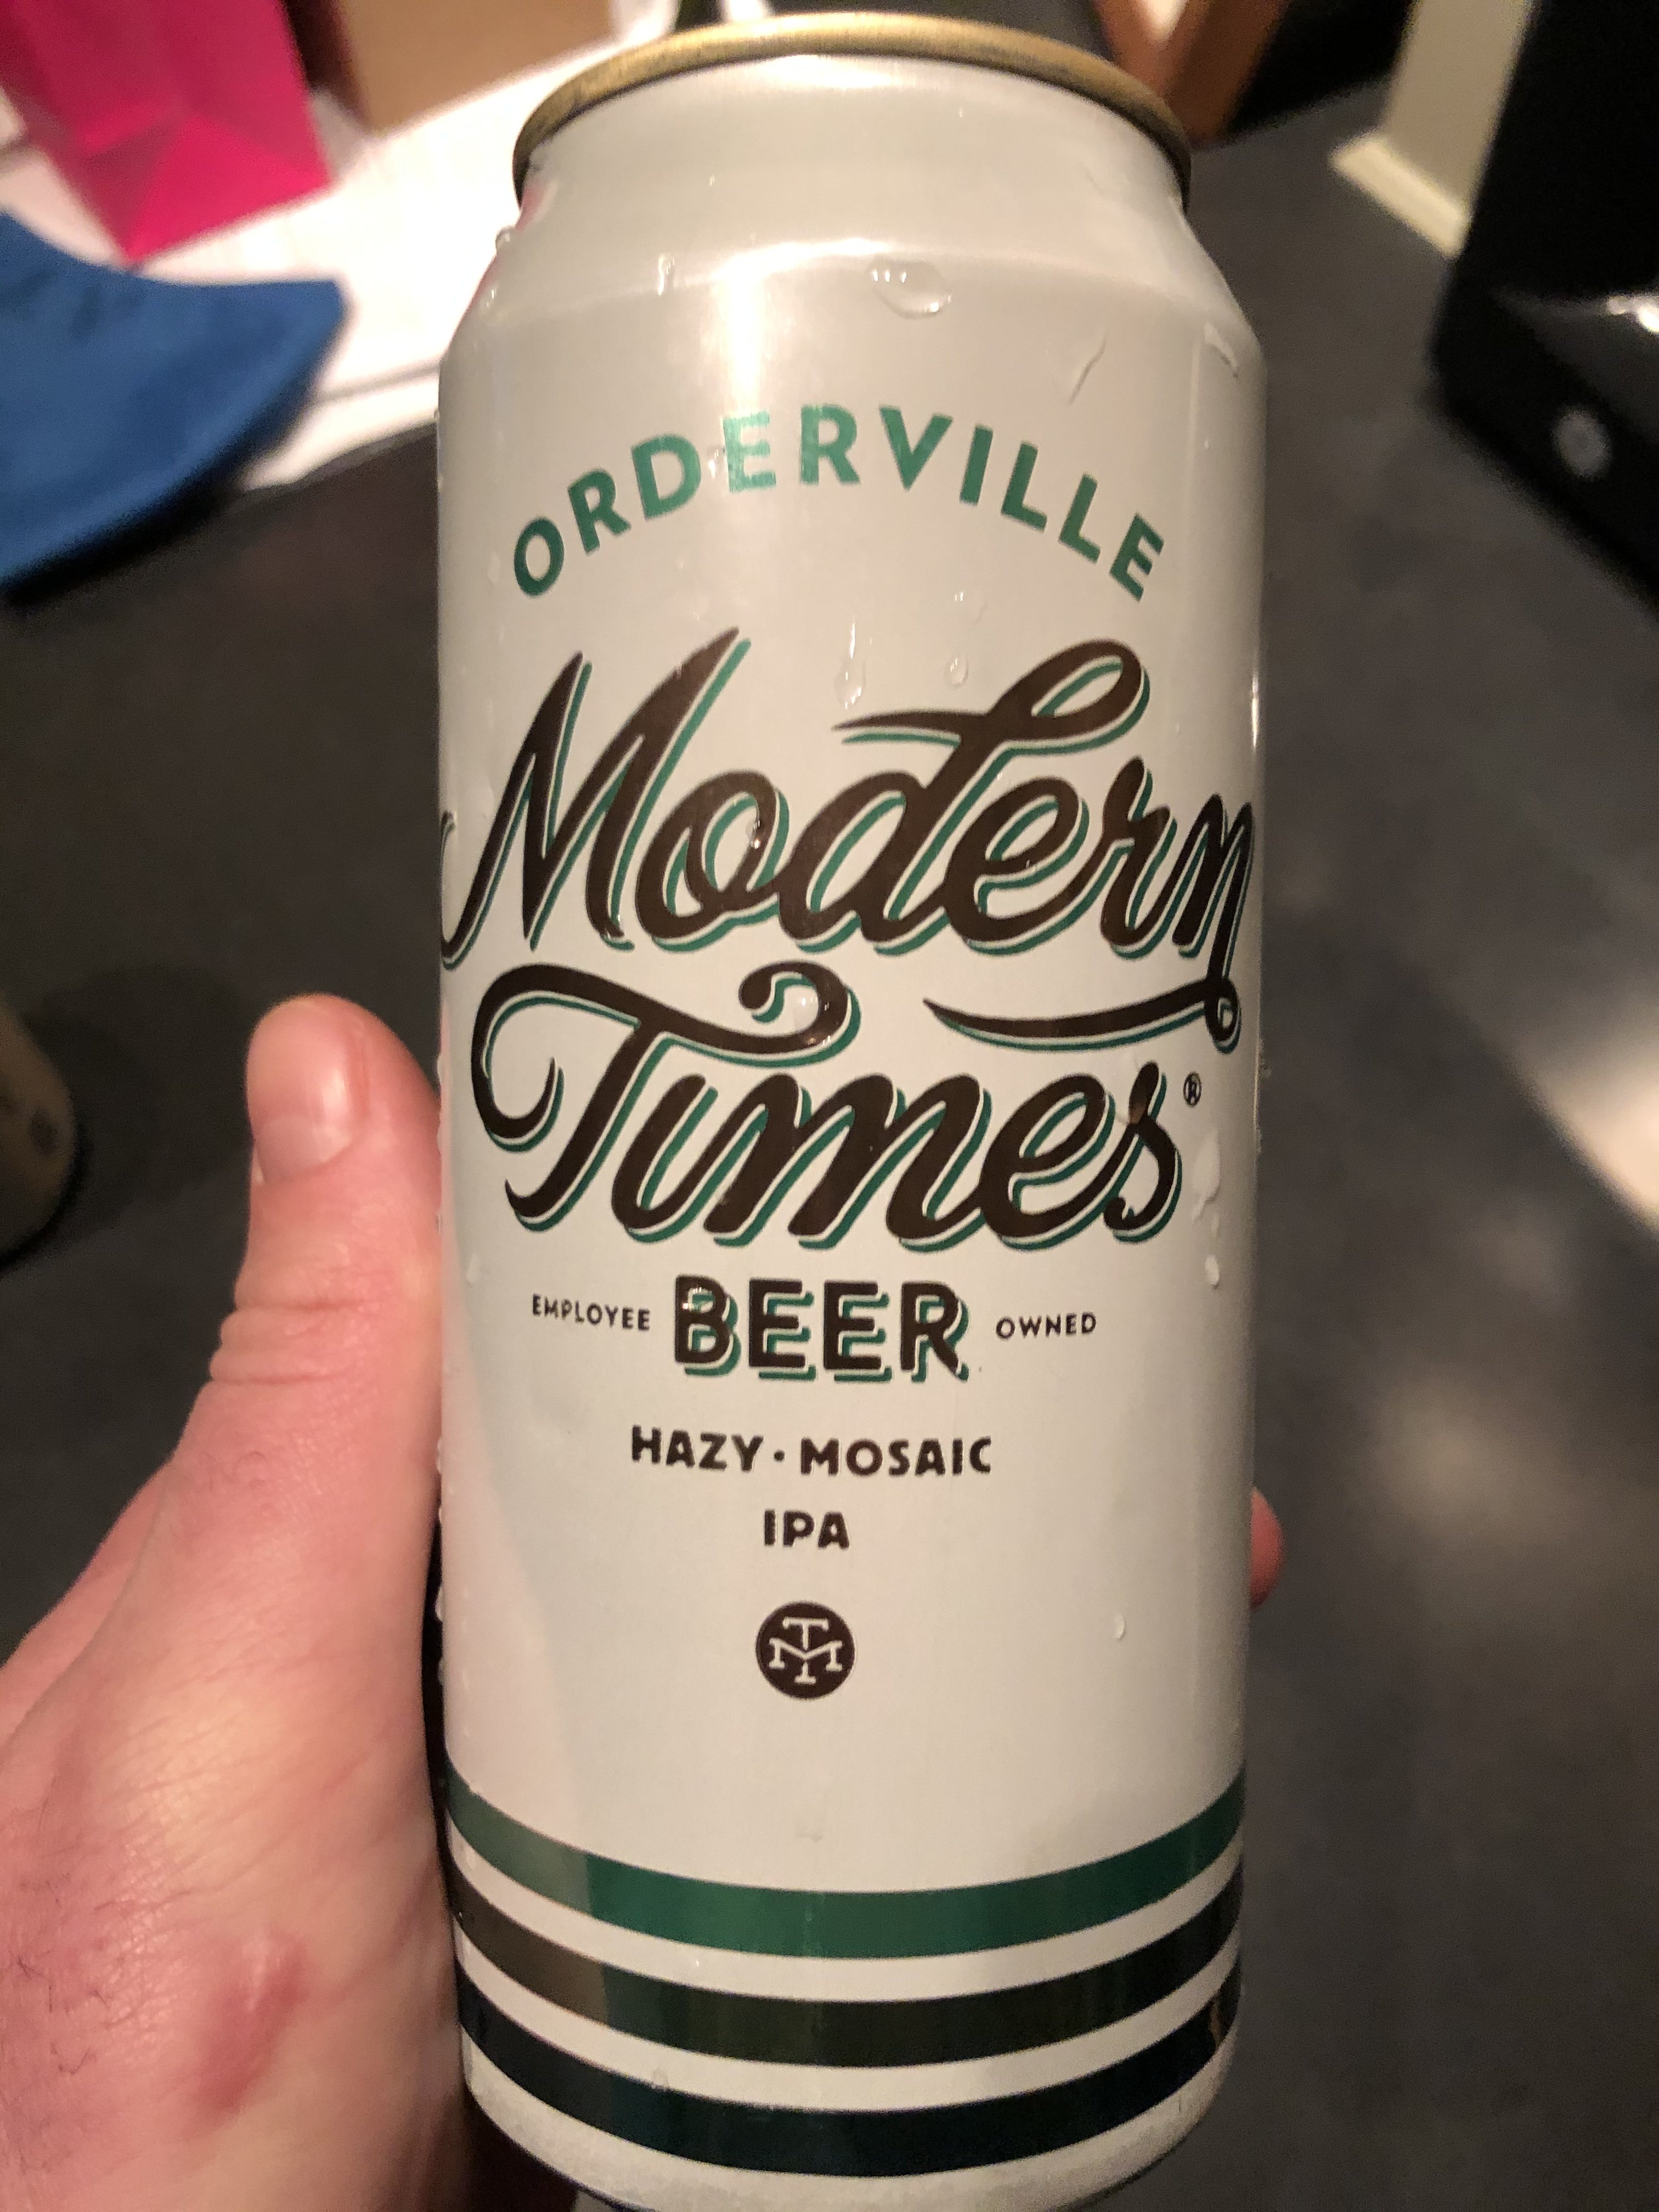 ORDERVILLE
Modern
Times®
EMPLOYEE BEER OWNED
HAZY · MOSAIC
IPA
MT